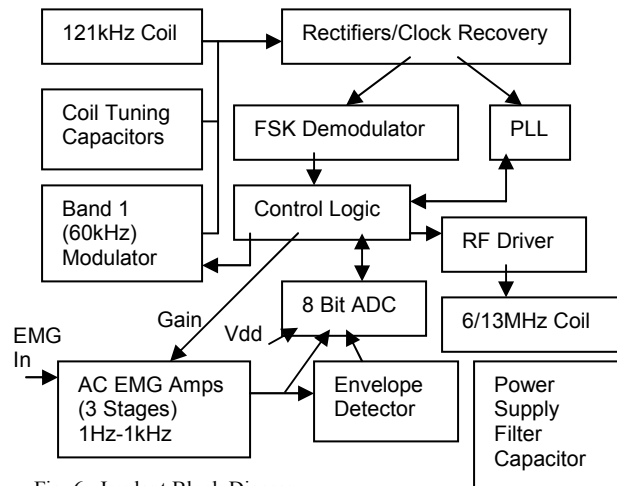 121kHz Coil
Rectifiers/Clock Recovery
Coil Tuning
Capacitors
FSK Demodulator
PLL
Band 1
(60kHz)
Modulator
Control Logic
RF Driver
8 Bit ADC
6/13MHz Coil
Gain
Vdd
EMG
In
AC EMG Amps
(3 Stages)
1Hz-1kHz
Envelope
Detector
Power
Supply
Filter
Capacitor